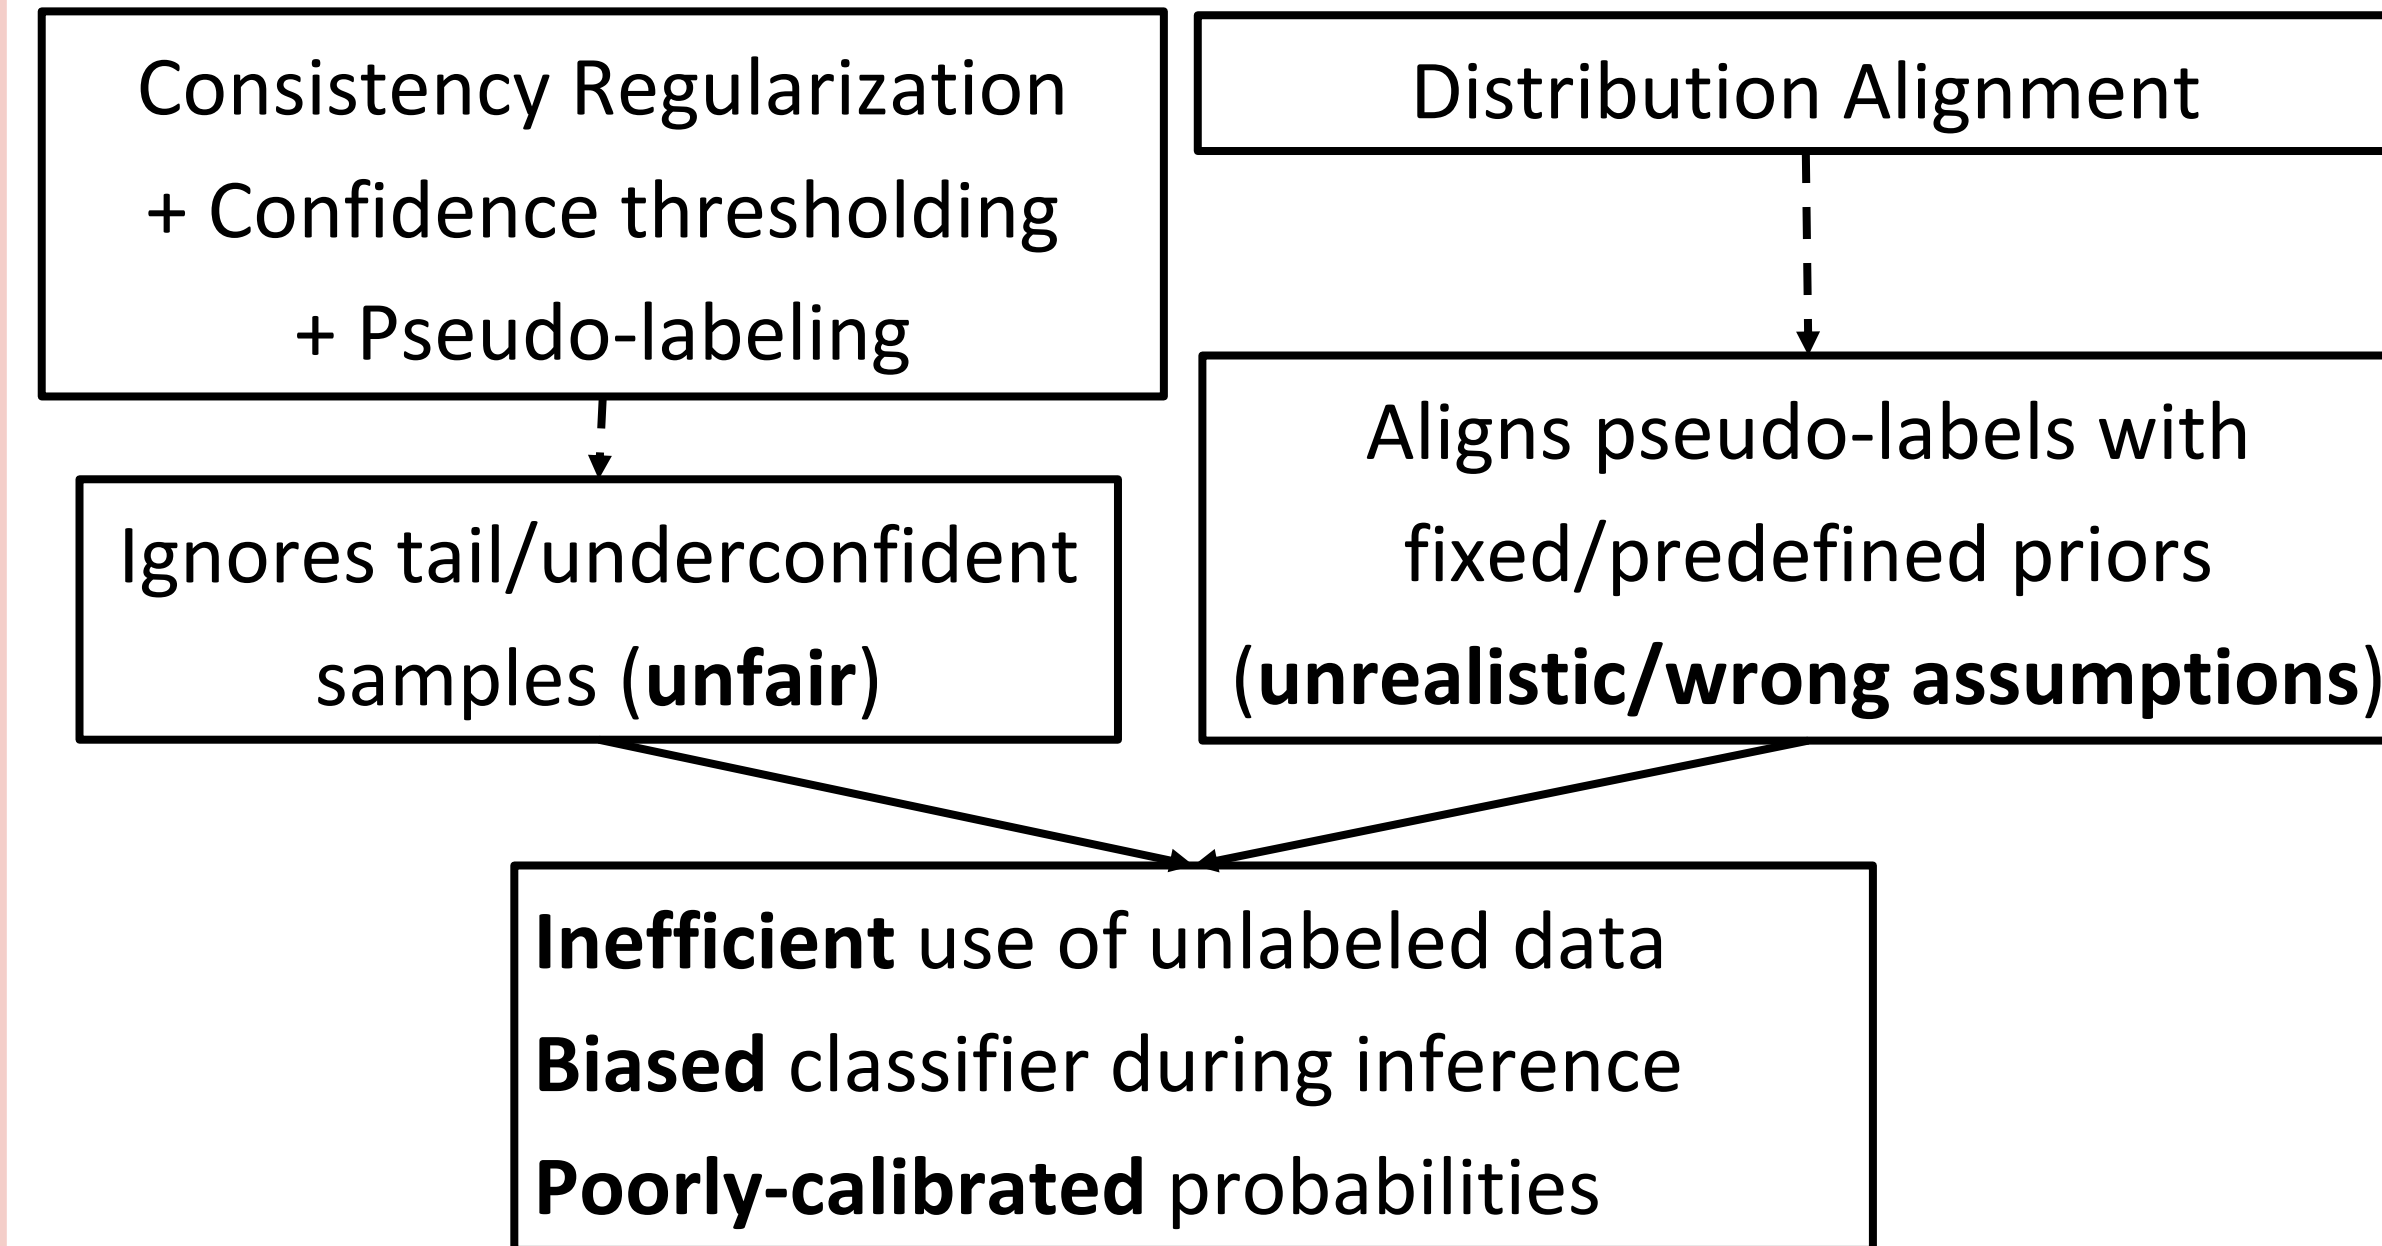 Consistency Regularization
+ Confidence thresholding
+ Pseudo-labeling
Distribution Alignment
Ignores tail/underconfident
samples (unfair)
Aligns pseudo-labels with
fixed/predefined priors
(unrealistic/wrong assumptions)
Inefficient use of unlabeled data
Biased classifier during inference
Poorly-calibrated probabilities